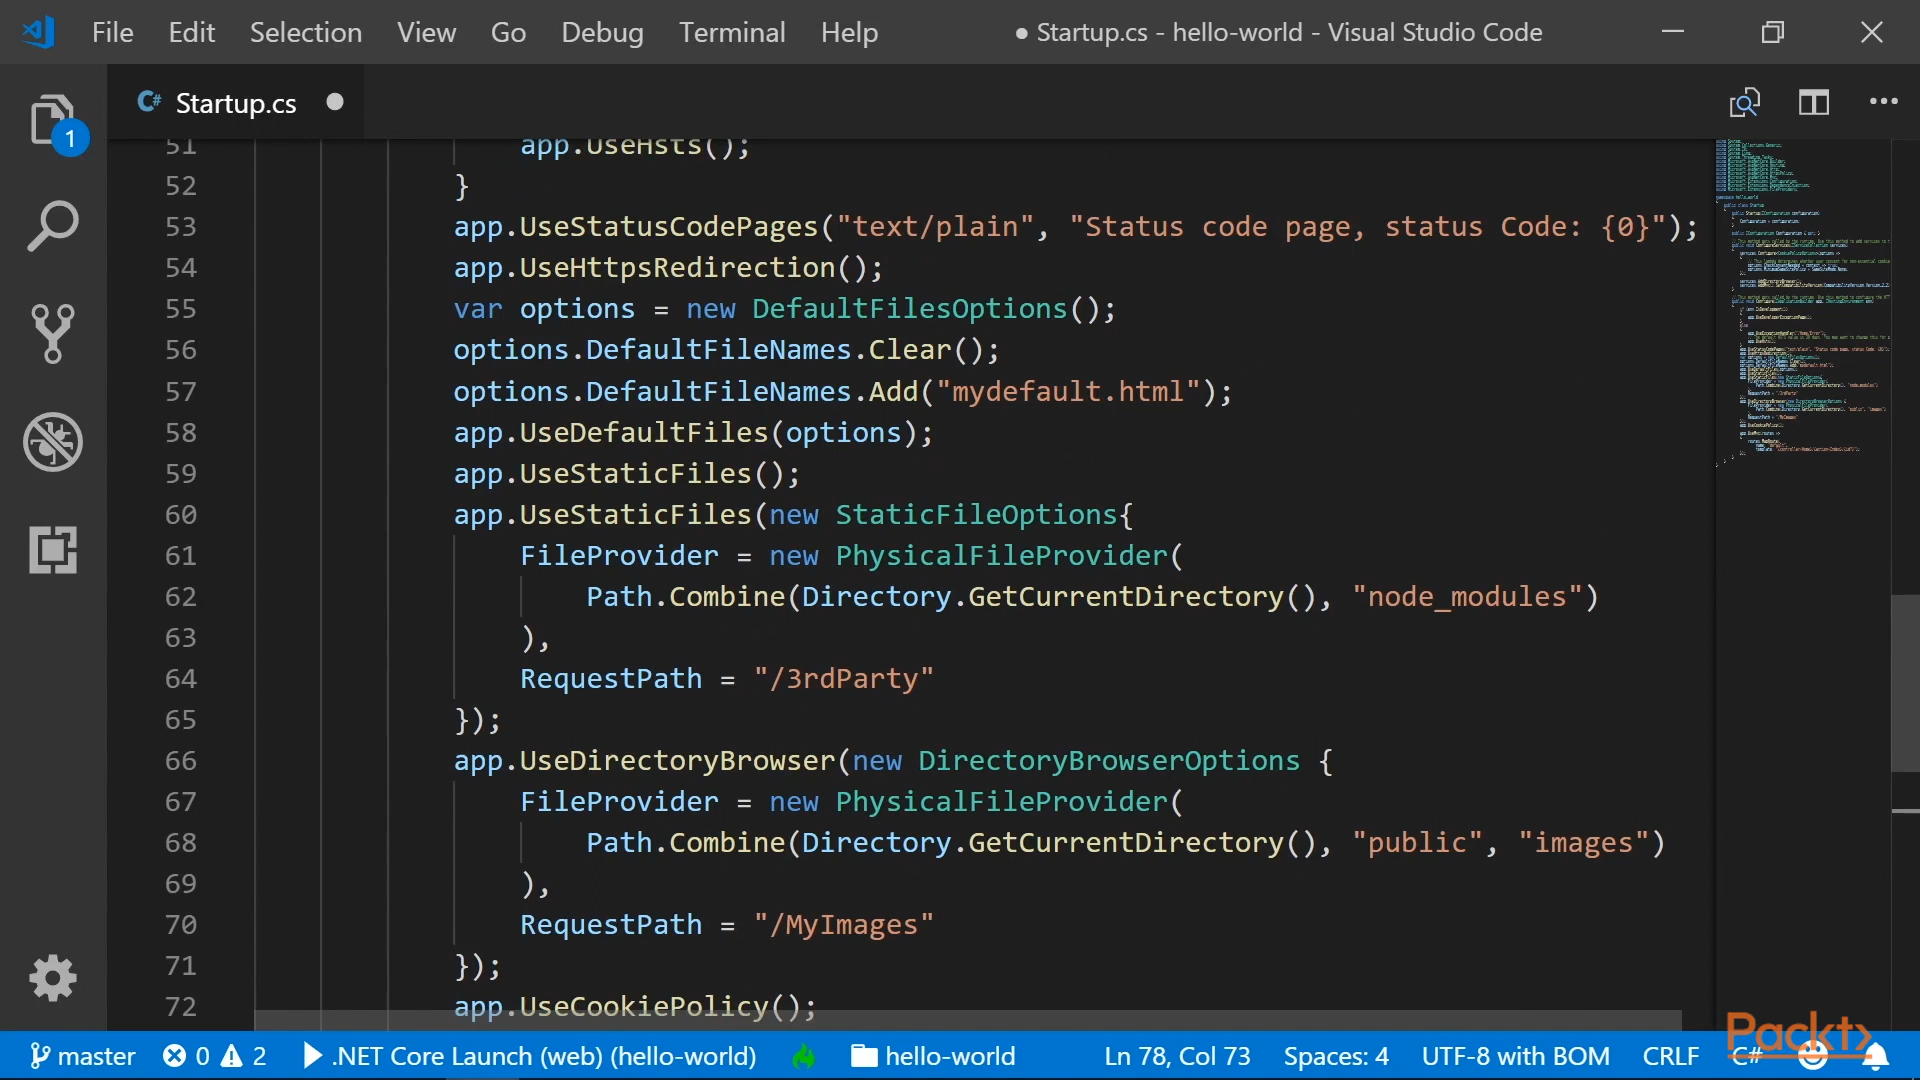 File Edit Selection View Go Debug Terminal Help ● Startup.cs - hello-world - Visual Studio Code
C# Startup.cs
1
51 app.UseHsts();
52 }
53 app.UseStatusCodePages("text/plain", "Status code page, status Code: {0}");
54 app.UseHttpsRedirection();
55 var options = new DefaultFilesOptions();
56 options.DefaultFileNames.Clear();
57 options.DefaultFileNames.Add("mydefault.html");
58 app.UseDefaultFiles(options);
59 app.UseStaticFiles();
60 app.UseStaticFiles(new StaticFileOptions{
61 FileProvider = new PhysicalFileProvider(
62 Path.Combine(Directory.GetCurrentDirectory(), "node_modules")
63 ),
64 RequestPath = "/3rdParty"
65 });
66 app.UseDirectoryBrowser(new DirectoryBrowserOptions {
67 FileProvider = new PhysicalFileProvider(
68 Path.Combine(Directory.GetCurrentDirectory(), "public", "images")
69 ),
70 RequestPath = "/MyImages"
71 });
72 app.UseCookiePolicy();
Packt>
master 0 2 .NET Core Launch (web) (hello-world) hello-world Ln 78, Col 73 Spaces: 4 UTF-8 with BOM CRLF C#